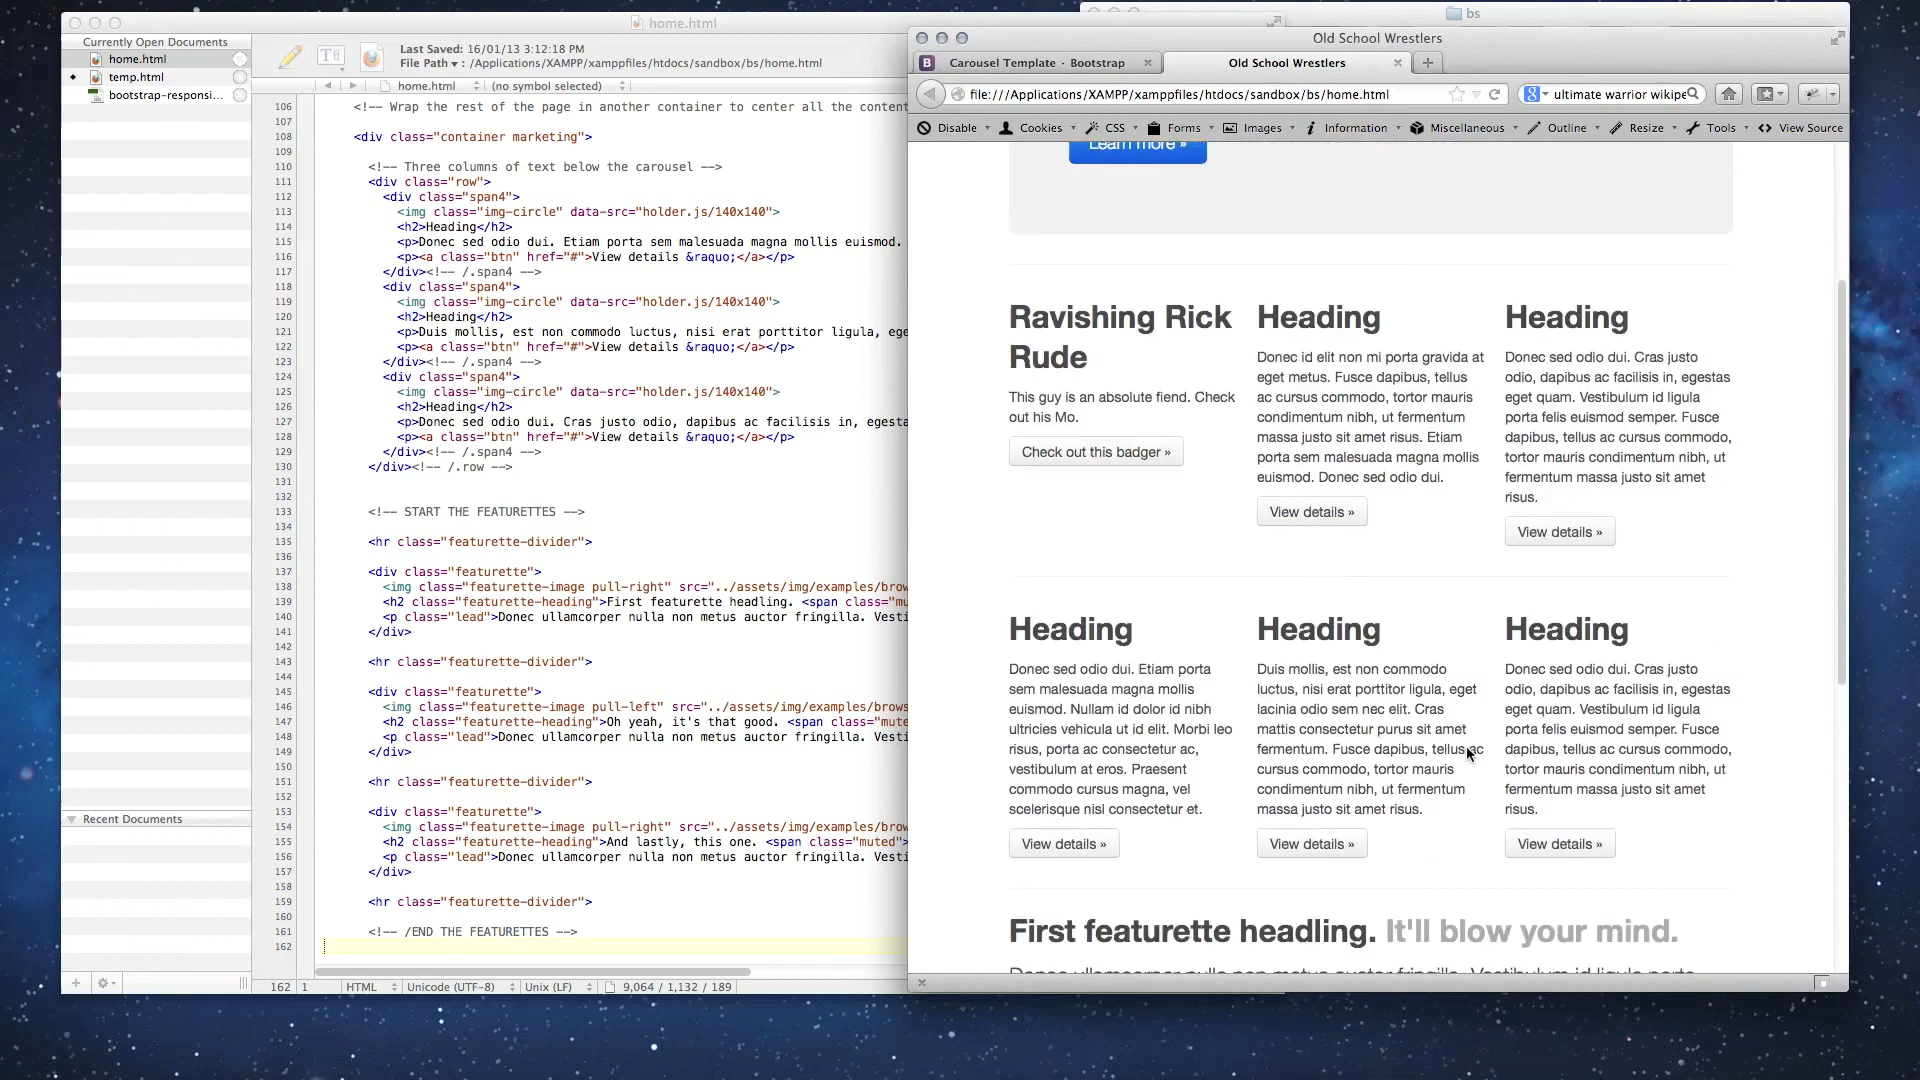 home.html
Currently Open Documents
home.html
temp.html
bootstrap-responsi...
Recent Documents
Last Saved: 16/01/13 3:12:18 PM
File Path ▾ : /Applications/XAMPP/xamppfiles/htdocs/sandbox/bs/home.html
home.html (no symbol selected)
106 <!-- Wrap the rest of the page in another container to center all the content
107
108 <div class="container marketing">
109
110 <!-- Three columns of text below the carousel -->
111 <div class="row">
112 <div class="span4">
113 <img class="img-circle" data-src="holder.js/140x140">
114 <h2>Heading</h2>
115 <p>Donec sed odio dui. Etiam porta sem malesuada magna mollis euismod.
116 <p><a class="btn" href="#">View details &raquo;</a></p>
117 </div><!-- /.span4 -->
118 <div class="span4">
119 <img class="img-circle" data-src="holder.js/140x140">
120 <h2>Heading</h2>
121 <p>Duis mollis, est non commodo luctus, nisi erat porttitor ligula, ege
122 <p><a class="btn" href="#">View details &raquo;</a></p>
123 </div><!-- /.span4 -->
124 <div class="span4">
125 <img class="img-circle" data-src="holder.js/140x140">
126 <h2>Heading</h2>
127 <p>Donec sed odio dui. Cras justo odio, dapibus ac facilisis in, egesta
128 <p><a class="btn" href="#">View details &raquo;</a></p>
129 </div><!-- /.span4 -->
130 </div><!-- /.row -->
131
132
133 <!-- START THE FEATURETTES -->
134
135 <hr class="featurette-divider">
136
137 <div class="featurette">
138 <img class="featurette-image pull-right" src="../assets/img/examples/brow
139 <h2 class="featurette-heading">First featurette headling. <span class="mu
140 <p class="lead">Donec ullamcorper nulla non metus auctor fringilla. Vesti
141 </div>
142
143 <hr class="featurette-divider">
144
145 <div class="featurette">
146 <img class="featurette-image pull-left" src="../assets/img/examples/brows
147 <h2 class="featurette-heading">Oh yeah, it's that good. <span class="mute
148 <p class="lead">Donec ullamcorper nulla non metus auctor fringilla. Vesti
149 </div>
150
151 <hr class="featurette-divider">
152
153 <div class="featurette">
154 <img class="featurette-image pull-right" src="../assets/img/examples/brow
155 <h2 class="featurette-heading">And lastly, this one. <span class="muted">
156 <p class="lead">Donec ullamcorper nulla non metus auctor fringilla. Vesti
157 </div>
158
159 <hr class="featurette-divider">
160
161 <!-- /END THE FEATURETTES -->
162
162 1 HTML Unicode (UTF-8) Unix (LF) 9,064 / 1,132 / 189
bs
Old School Wrestlers
Carousel Template · Bootstrap
Old School Wrestlers
file:///Applications/XAMPP/xamppfiles/htdocs/sandbox/bs/home.html
ultimate warrior wikipe
Disable Cookies CSS Forms Images Information Miscellaneous Outline Resize Tools View Source
Learn more »
Ravishing Rick
Rude
This guy is an absolute fiend. Check
out his Mo.
Check out this badger »
Heading
Donec id elit non mi porta gravida at
eget metus. Fusce dapibus, tellus
ac cursus commodo, tortor mauris
condimentum nibh, ut fermentum
massa justo sit amet risus. Etiam
porta sem malesuada magna mollis
euismod. Donec sed odio dui.
View details »
Heading
Donec sed odio dui. Cras justo
odio, dapibus ac facilisis in, egestas
eget quam. Vestibulum id ligula
porta felis euismod semper. Fusce
dapibus, tellus ac cursus commodo,
tortor mauris condimentum nibh, ut
fermentum massa justo sit amet
risus.
View details »
Heading
Donec sed odio dui. Etiam porta
sem malesuada magna mollis
euismod. Nullam id dolor id nibh
ultricies vehicula ut id elit. Morbi leo
risus, porta ac consectetur ac,
vestibulum at eros. Praesent
commodo cursus magna, vel
scelerisque nisl consectetur et.
View details »
Heading
Duis mollis, est non commodo
luctus, nisi erat porttitor ligula, eget
lacinia odio sem nec elit. Cras
mattis consectetur purus sit amet
fermentum. Fusce dapibus, tellus ac
cursus commodo, tortor mauris
condimentum nibh, ut fermentum
massa justo sit amet risus.
View details »
Heading
Donec sed odio dui. Cras justo
odio, dapibus ac facilisis in, egestas
eget quam. Vestibulum id ligula
porta felis euismod semper. Fusce
dapibus, tellus ac cursus commodo,
tortor mauris condimentum nibh, ut
fermentum massa justo sit amet
risus.
View details »
First featurette headling. It'll blow your mind.
Donec ullamcorper nulla non metus auctor fringilla. Vestibulum id ligula porta